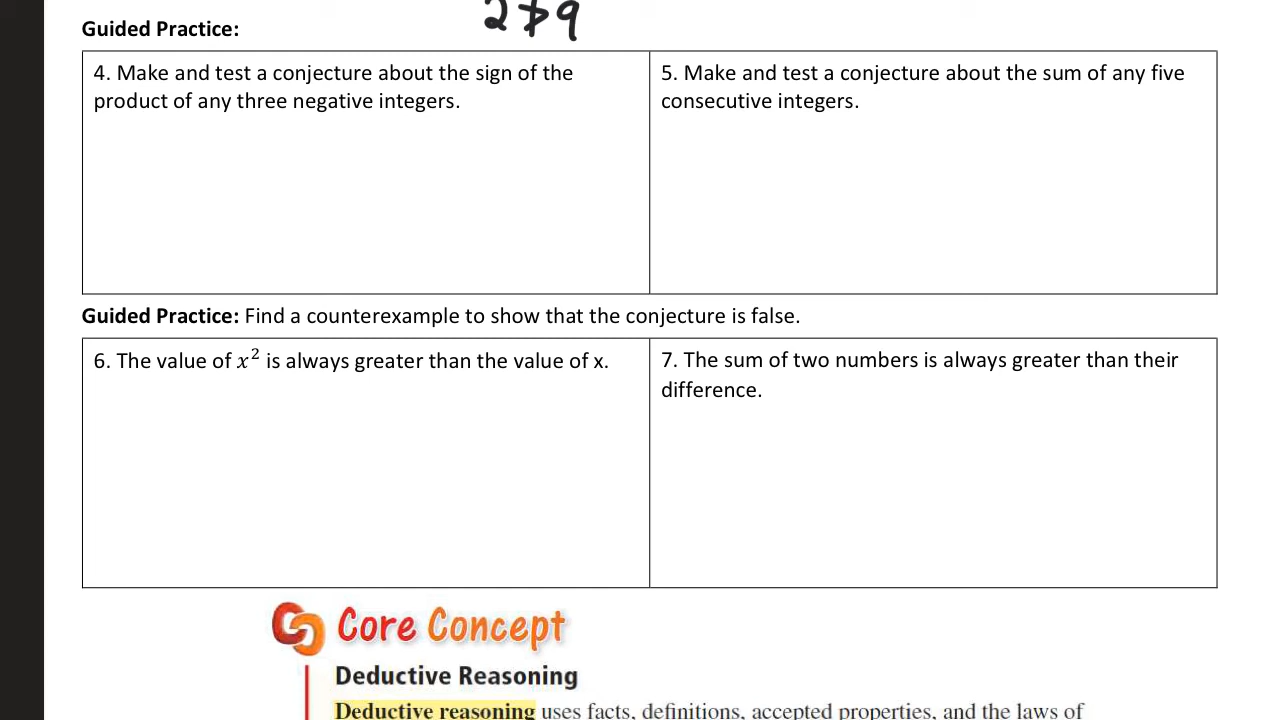 2 ≯ 9
Guided Practice:
4. Make and test a conjecture about the sign of the
product of any three negative integers.
5. Make and test a conjecture about the sum of any five
consecutive integers.
Guided Practice: Find a counterexample to show that the conjecture is false.
6. The value of x² is always greater than the value of x.
7. The sum of two numbers is always greater than their
difference.
Core Concept
Deductive Reasoning
Deductive reasoning uses facts, definitions, accepted properties, and the laws of